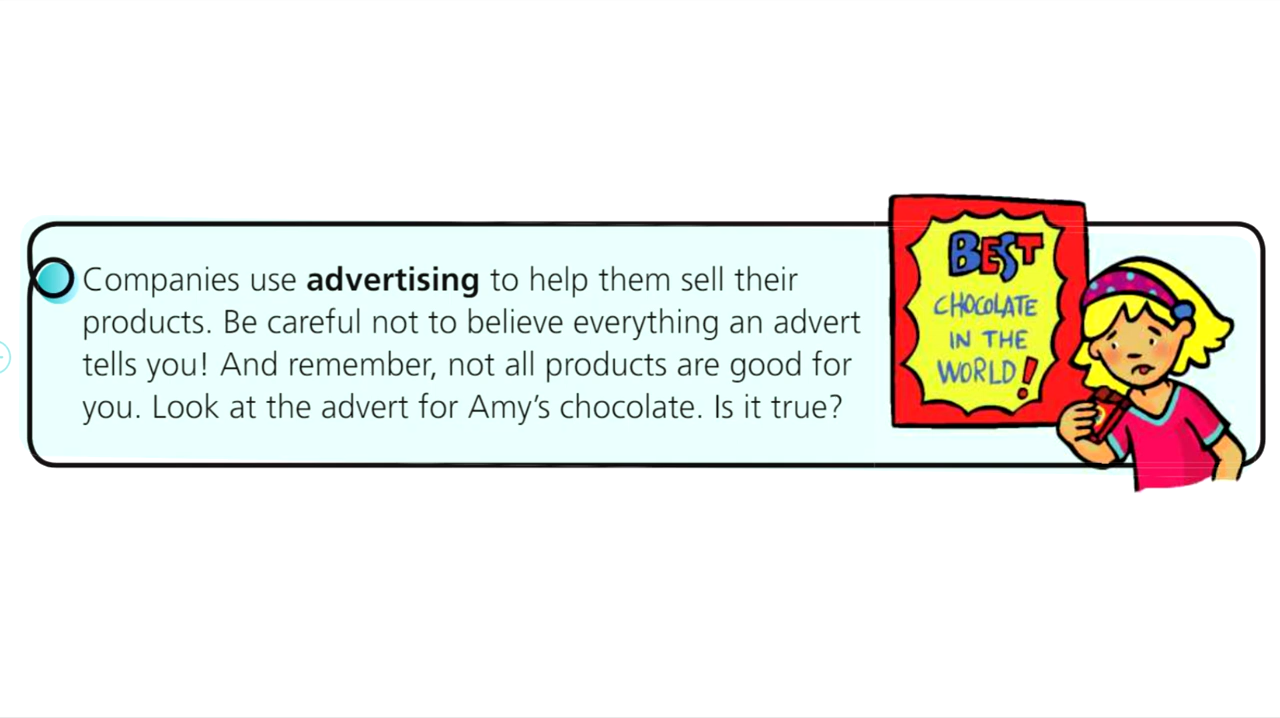 Companies use advertising to help them sell their
products. Be careful not to believe everything an advert
tells you! And remember, not all products are good for
you. Look at the advert for Amy’s chocolate. Is it true?
BEST
CHOCOLATE
IN THE
WORLD!